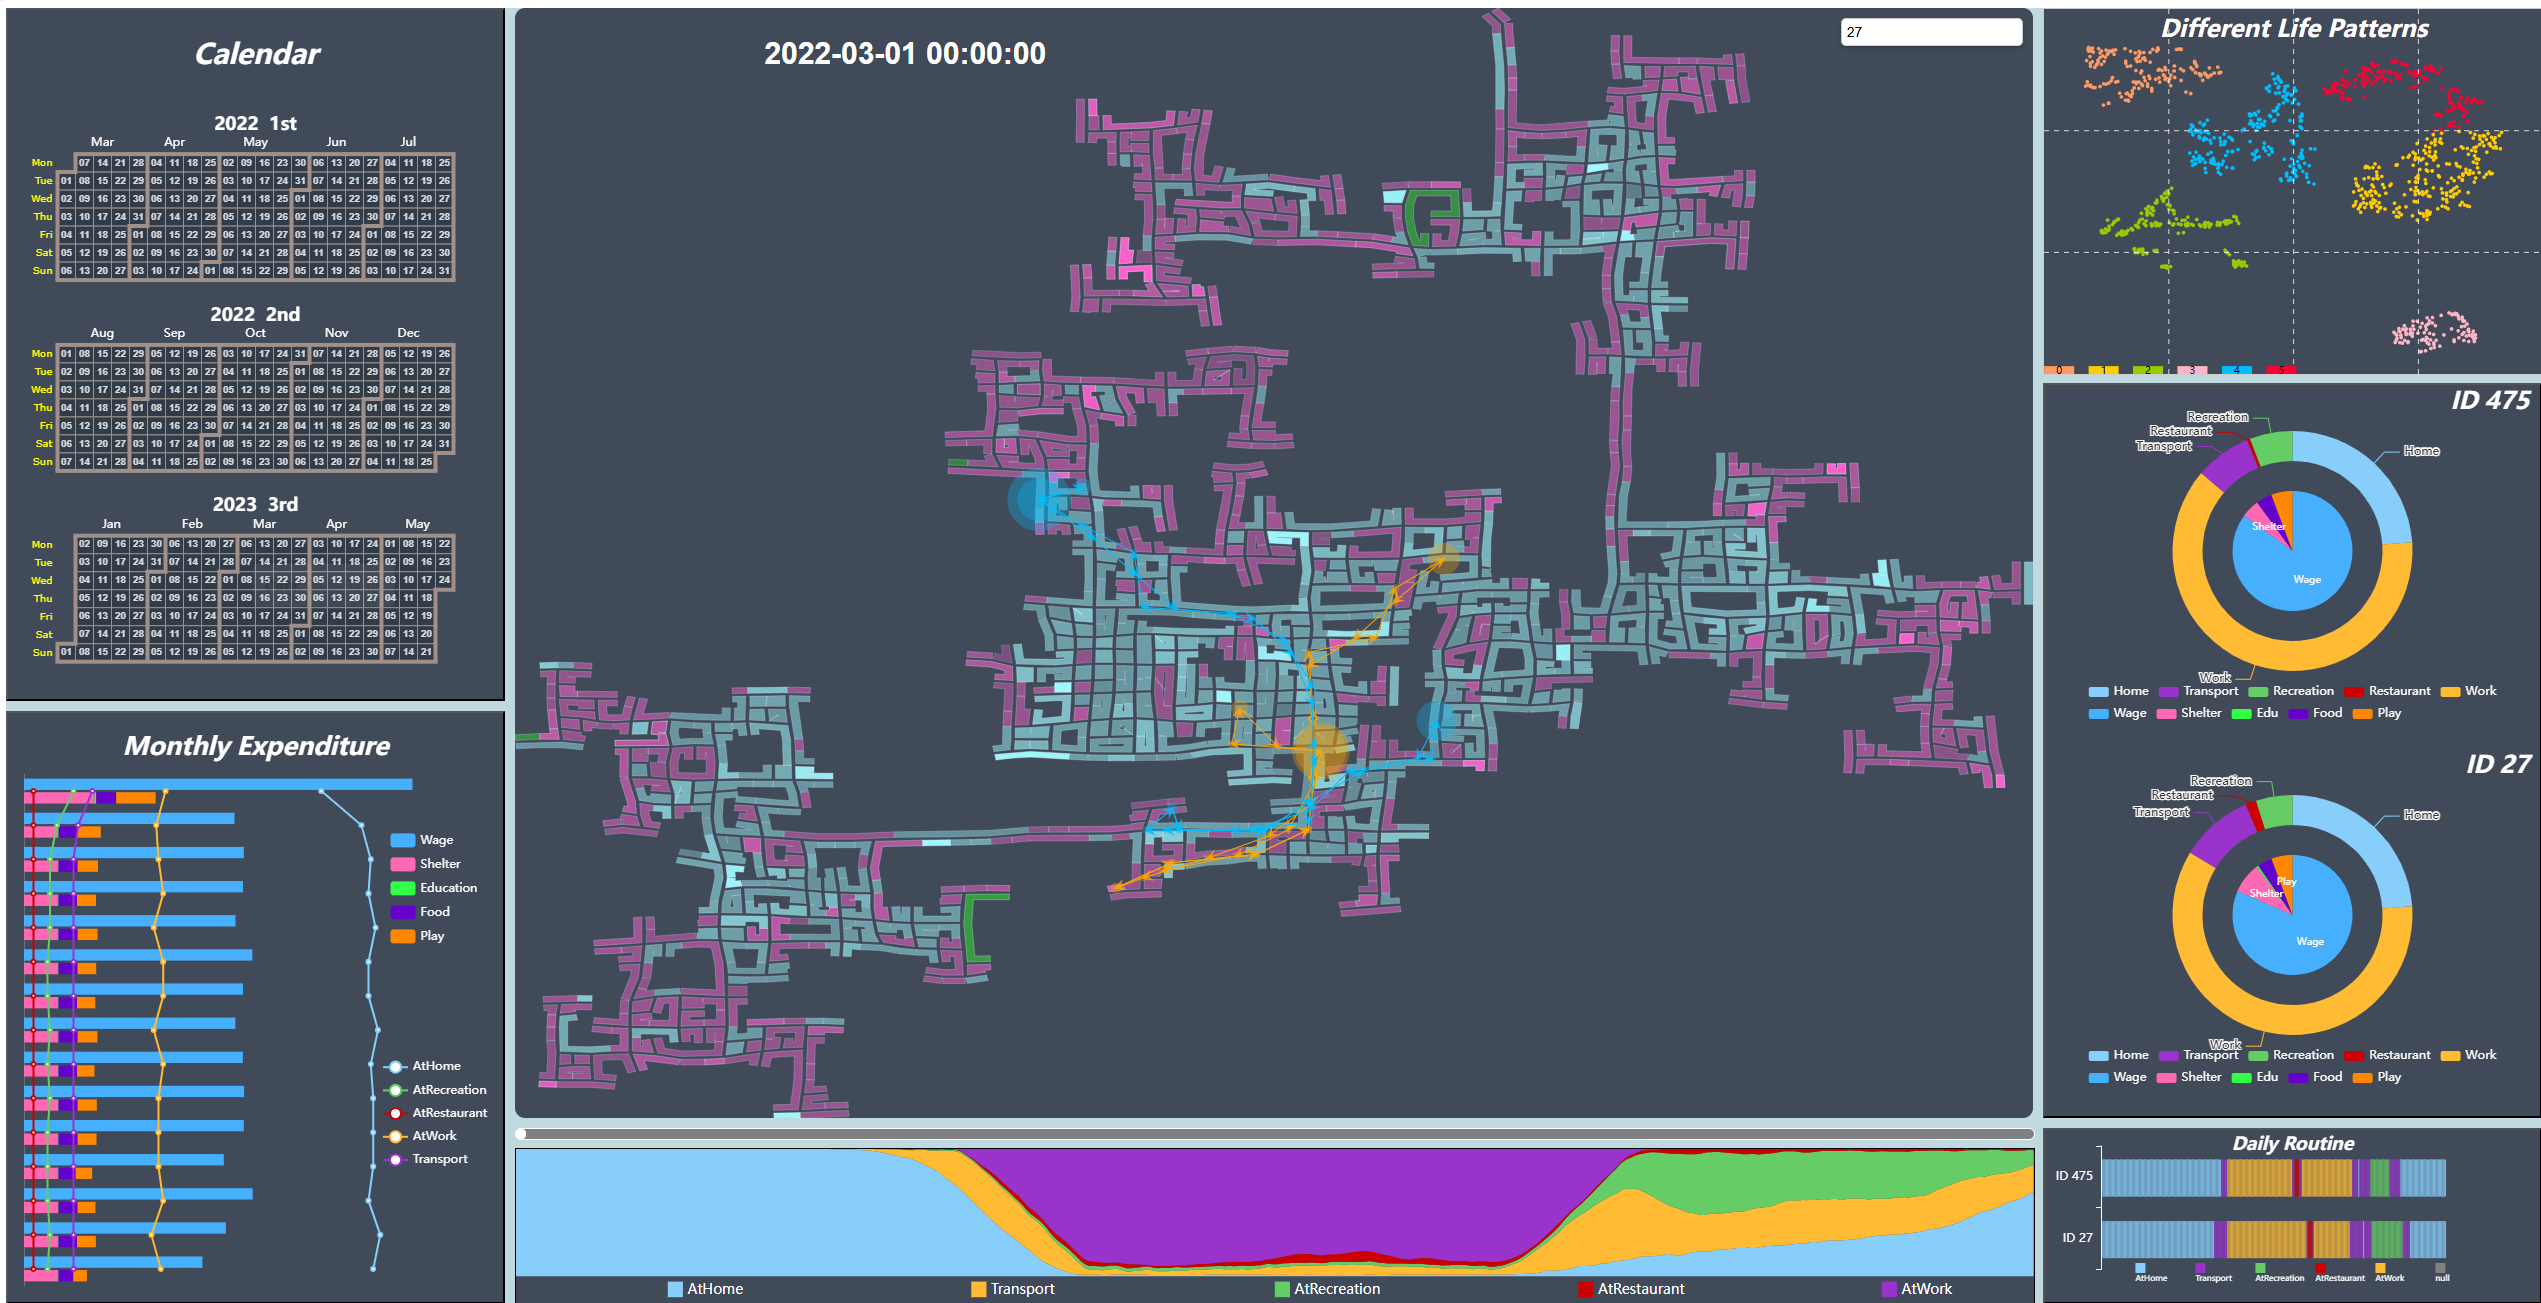 Calendar
2022 1st
Mar Apr May Jun Jul
Mon 07 14 21 28 04 11 18 25 02 09 16 23 30 06 13 20 27 04 11 18 25
Tue 01 08 15 22 29 05 12 19 26 03 10 17 24 31 07 14 21 28 05 12 19 26
Wed 02 09 16 23 30 06 13 20 27 04 11 18 25 01 08 15 22 29 06 13 20 27
Thu 03 10 17 24 31 07 14 21 28 05 12 19 26 02 09 16 23 30 07 14 21 28
Fri 04 11 18 25 01 08 15 22 29 06 13 20 27 03 10 17 24 01 08 15 22 29
Sat 05 12 19 26 02 09 16 23 30 07 14 21 28 04 11 18 25 02 09 16 23 30
Sun 06 13 20 27 03 10 17 24 01 08 15 22 29 05 12 19 26 03 10 17 24 31
2022 2nd
Aug Sep Oct Nov Dec
Mon 01 08 15 22 29 05 12 19 26 03 10 17 24 31 07 14 21 28 05 12 19 26
Tue 02 09 16 23 30 06 13 20 27 04 11 18 25 01 08 15 22 29 06 13 20 27
Wed 03 10 17 24 31 07 14 21 28 05 12 19 26 02 09 16 23 30 07 14 21 28
Thu 04 11 18 25 01 08 15 22 29 06 13 20 27 03 10 17 24 01 08 15 22 29
Fri 05 12 19 26 02 09 16 23 30 07 14 21 28 04 11 18 25 02 09 16 23 30
Sat 06 13 20 27 03 10 17 24 01 08 15 22 29 05 12 19 26 03 10 17 24 31
Sun 07 14 21 28 04 11 18 25 02 09 16 23 30 06 13 20 27 04 11 18 25
2023 3rd
Jan Feb Mar Apr May
Mon 02 09 16 23 30 06 13 20 27 06 13 20 27 03 10 17 24 01 08 15 22
Tue 03 10 17 24 31 07 14 21 28 07 14 21 28 04 11 18 25 02 09 16 23
Wed 04 11 18 25 01 08 15 22 01 08 15 22 29 05 12 19 26 03 10 17 24
Thu 05 12 19 26 02 09 16 23 02 09 16 23 30 06 13 20 27 04 11 18
Fri 06 13 20 27 03 10 17 24 03 10 17 24 31 07 14 21 28 05 12 19
Sat 07 14 21 28 04 11 18 25 04 11 18 25 01 08 15 22 29 06 13 20
Sun 01 08 15 22 29 05 12 19 26 05 12 19 26 02 09 16 23 30 07 14 21
Monthly Expenditure
Wage
Shelter
Education
Food
Play
AtHome
AtRecreation
AtRestaurant
AtWork
Transport
2022-03-01 00:00:00
27
AtHome Transport AtRecreation AtRestaurant AtWork
Different Life Patterns
0 1 2 3 4 5
ID 475
Recreation
Restaurant
Transport
Home
Shelter
Wage
Work
Home Transport Recreation Restaurant Work
Wage Shelter Edu Food Play
ID 27
Recreation
Restaurant
Transport
Home
Play
Shelter
Wage
Work
Home Transport Recreation Restaurant Work
Wage Shelter Edu Food Play
Daily Routine
ID 475
ID 27
AtHome Transport AtRecreation AtRestaurant AtWork null